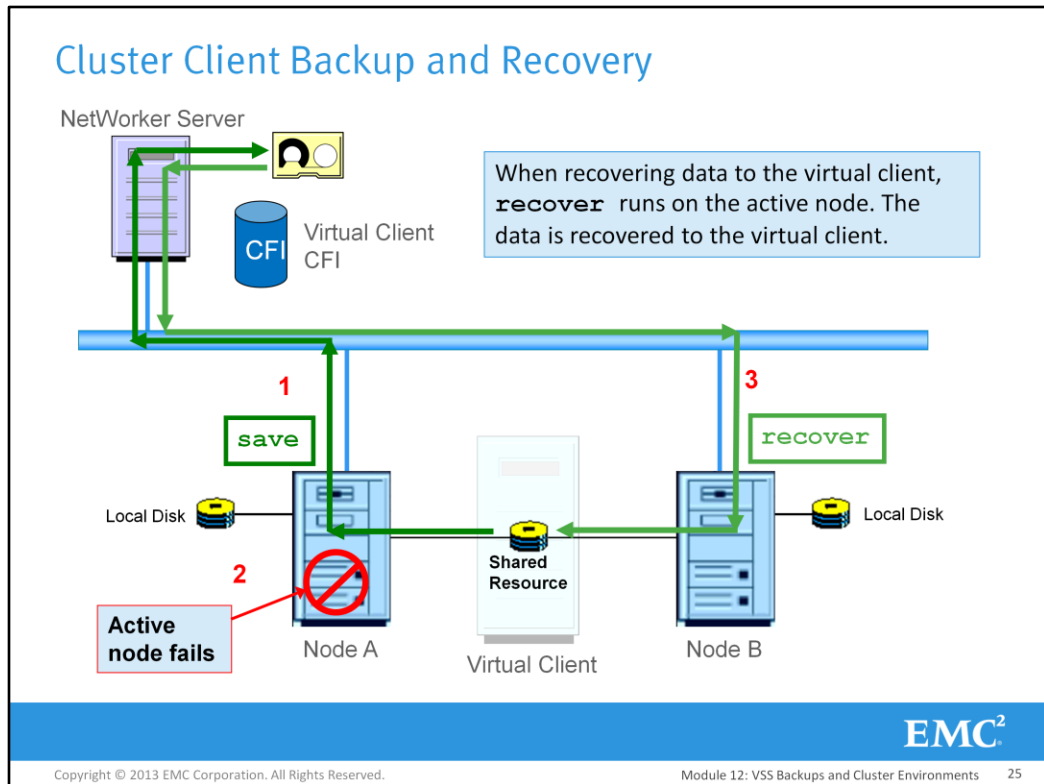 Cluster Client Backup and Recovery
NetWorker Server
When recovering data to the virtual client,
recover runs on the active node. The
data is recovered to the virtual client.
CFI
Virtual Client
CFI
1
3
save
recover
Local Disk
Local Disk
Shared
Resource
2
Active
node fails
Node A
Virtual Client
Node B
EMC²
Copyright © 2013 EMC Corporation. All Rights Reserved.
Module 12: VSS Backups and Cluster Environments 25